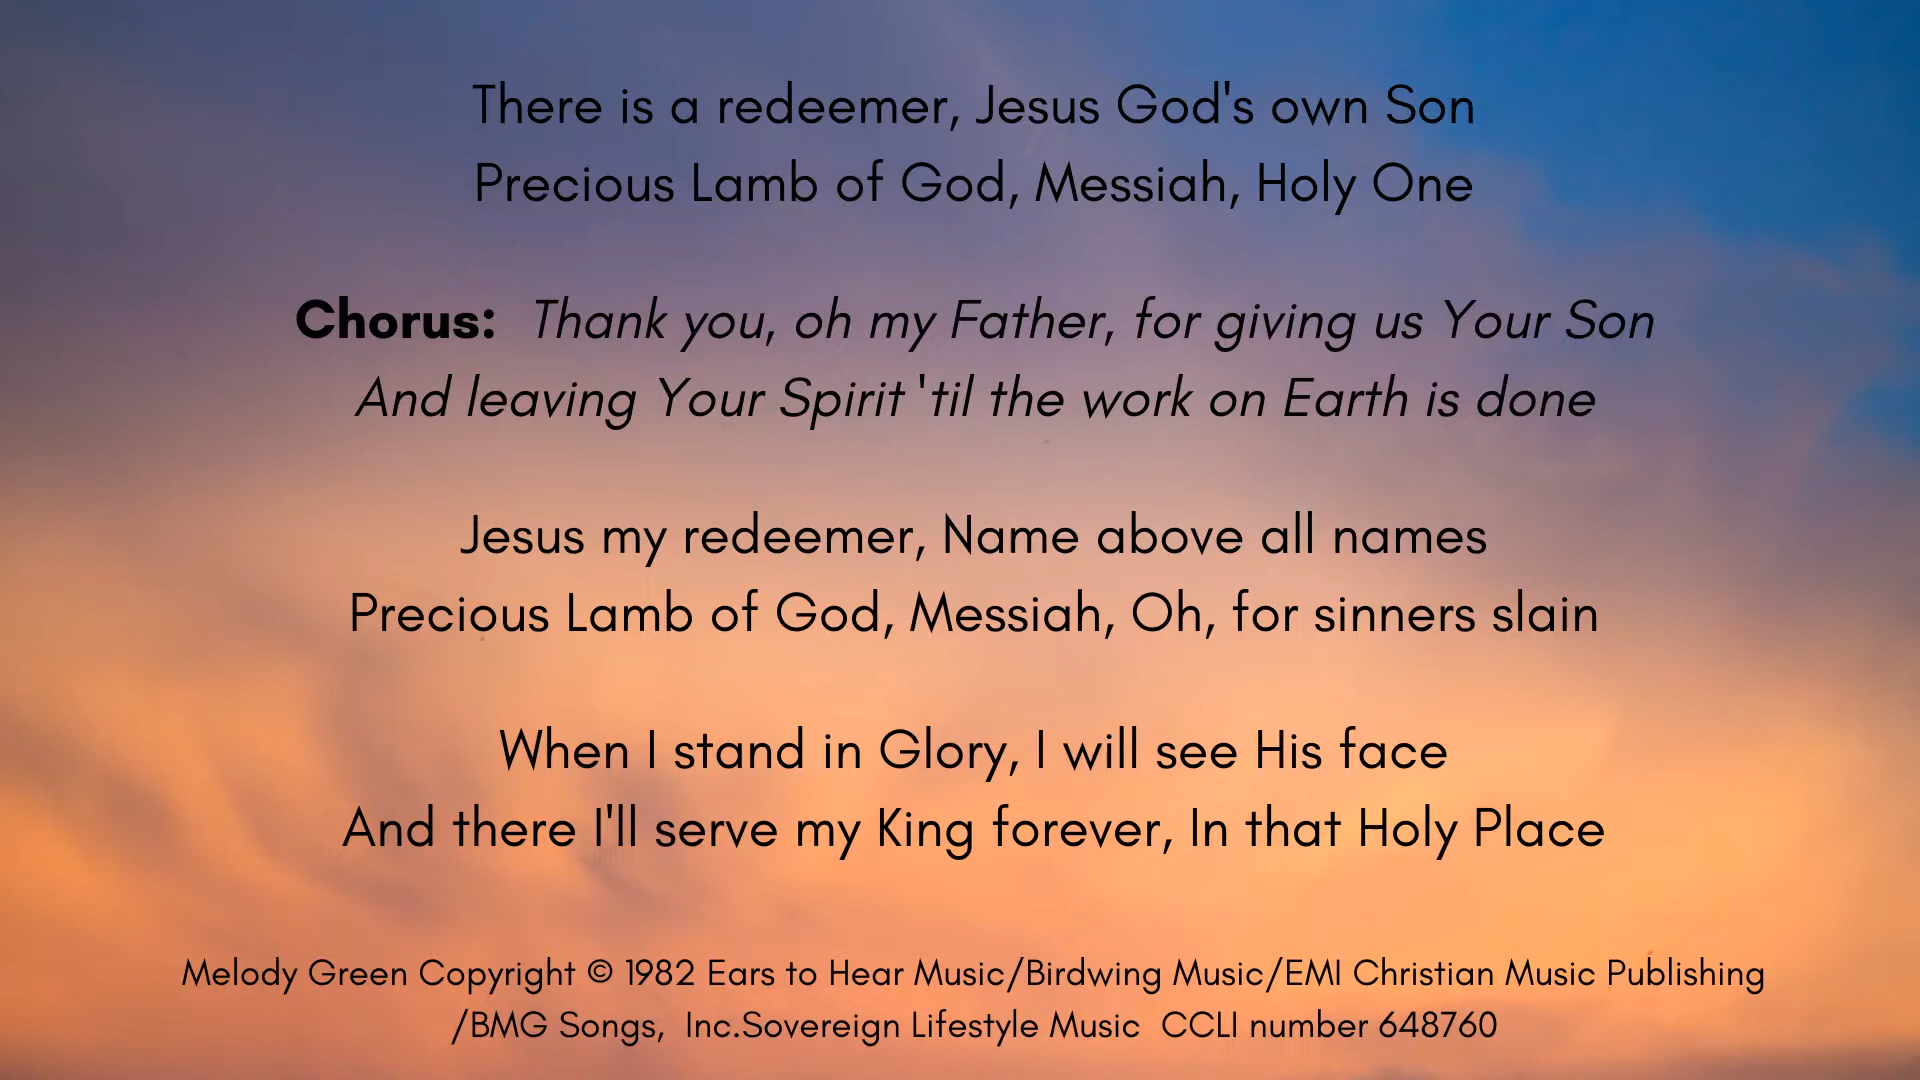 There is a redeemer, Jesus God's own Son
Precious Lamb of God, Messiah, Holy One
Chorus: Thank you, oh my Father, for giving us Your Son
And leaving Your Spirit 'til the work on Earth is done
Jesus my redeemer, Name above all names
Precious Lamb of God, Messiah, Oh, for sinners slain
When I stand in Glory, I will see His face
And there I'll serve my King forever, In that Holy Place
Melody Green Copyright © 1982 Ears to Hear Music/Birdwing Music/EMI Christian Music Publishing
/BMG Songs, Inc.Sovereign Lifestyle Music CCLI number 648760